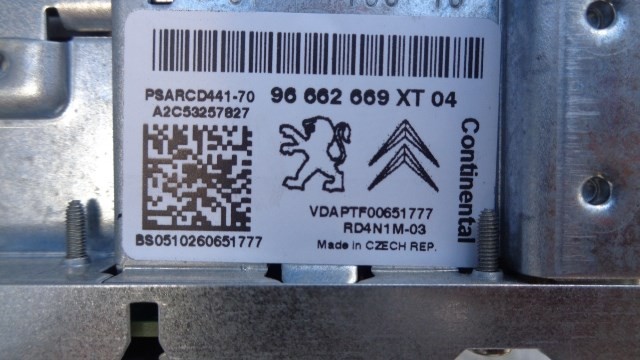 PSARCD441-70 96 662 669 XT 04
A2C53257827
Continental
VDAPTF00651777
RD4N1M-03
BS0510260651777 Made in CZECH REP.